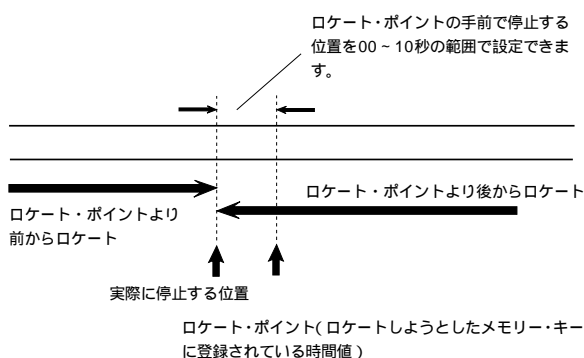 ロケート・ポイントの手前で停止する
位置を00~10秒の範囲で設定できま
す。
ロケート・ポイントより後からロケート
ロケート・ポイントより
前からロケート
実際に停止する位置
ロケート・ポイント(ロケートしようとしたメモリー・キー
に登録されている時間値)